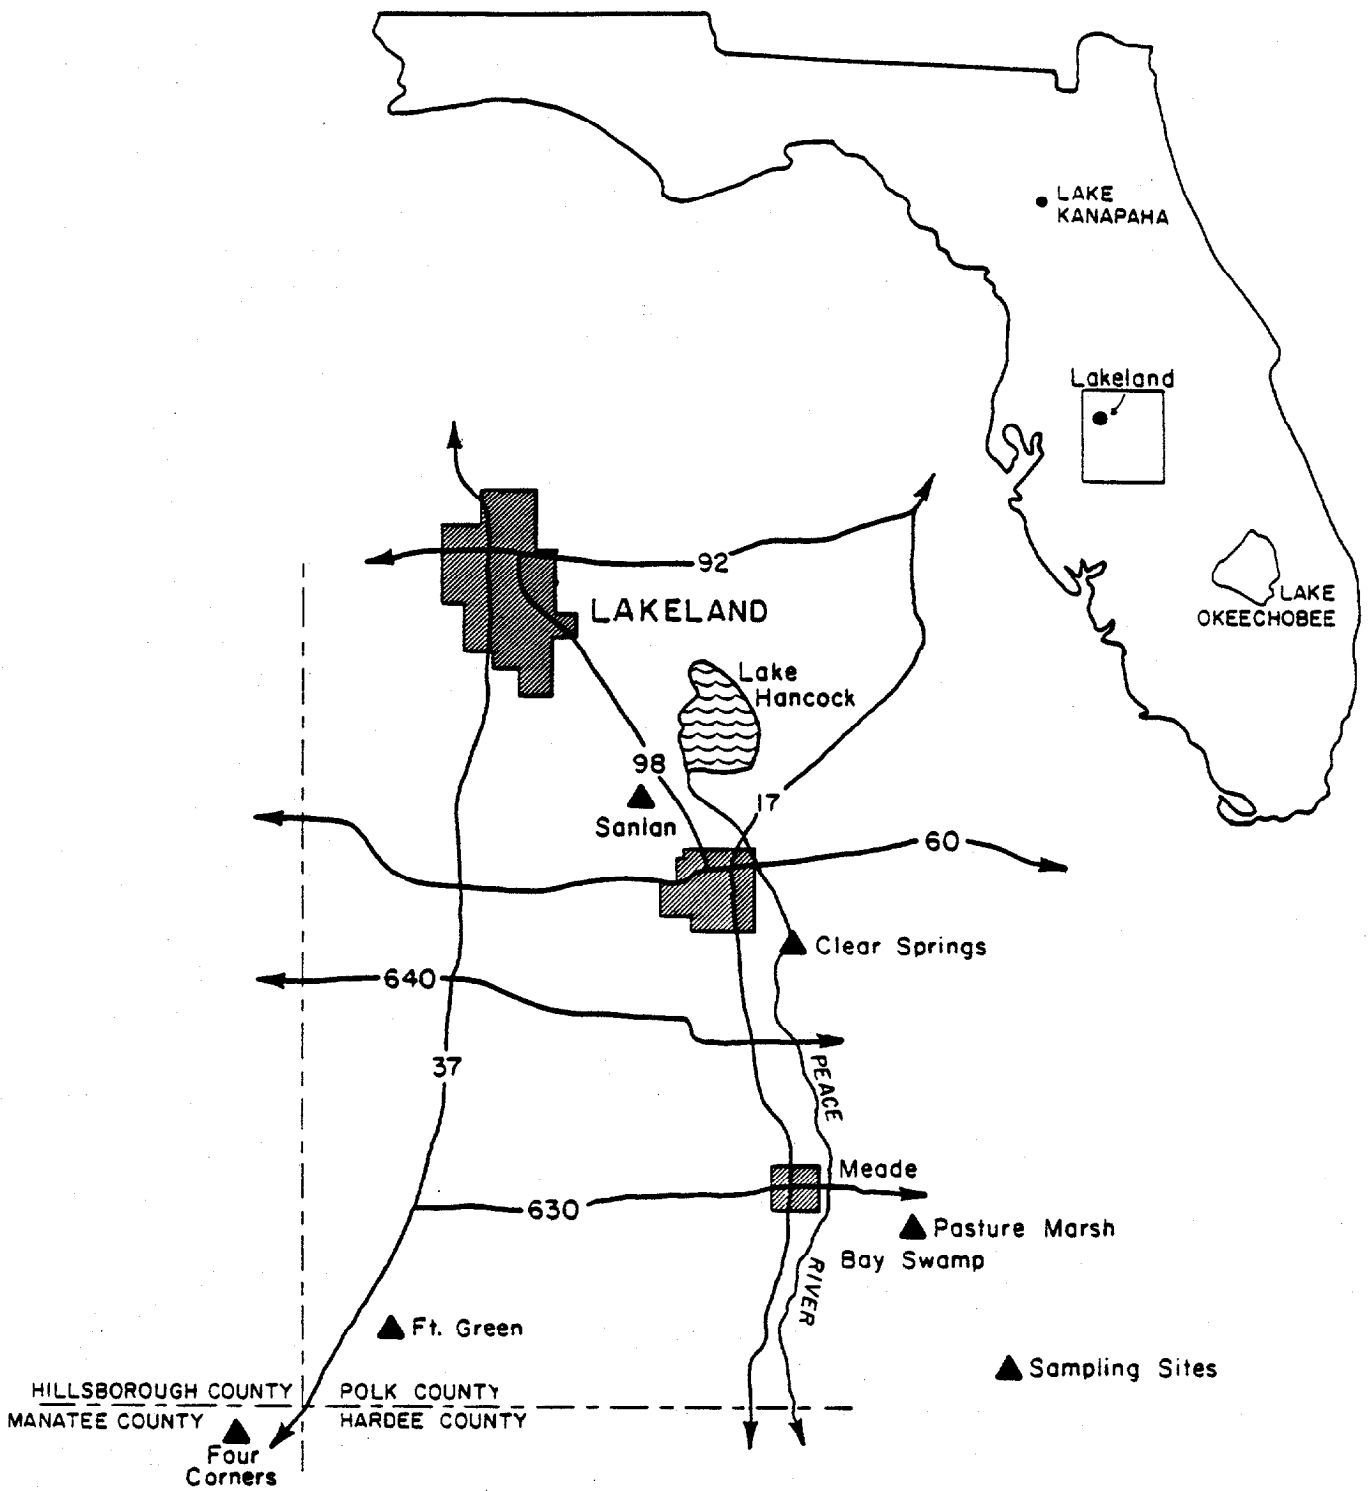 LAKE
KANAPAHA
Lakeland
LAKE
OKEECHOBEE
92
LAKELAND
Lake
Hancock
98
17
Sanlan
60
Clear Springs
640
37
PEACE
Meade
630
Pasture Marsh
Bay Swamp
RIVER
Ft. Green
Sampling Sites
HILLSBOROUGH COUNTY
POLK COUNTY
MANATEE COUNTY
HARDEE COUNTY
Four
Corners